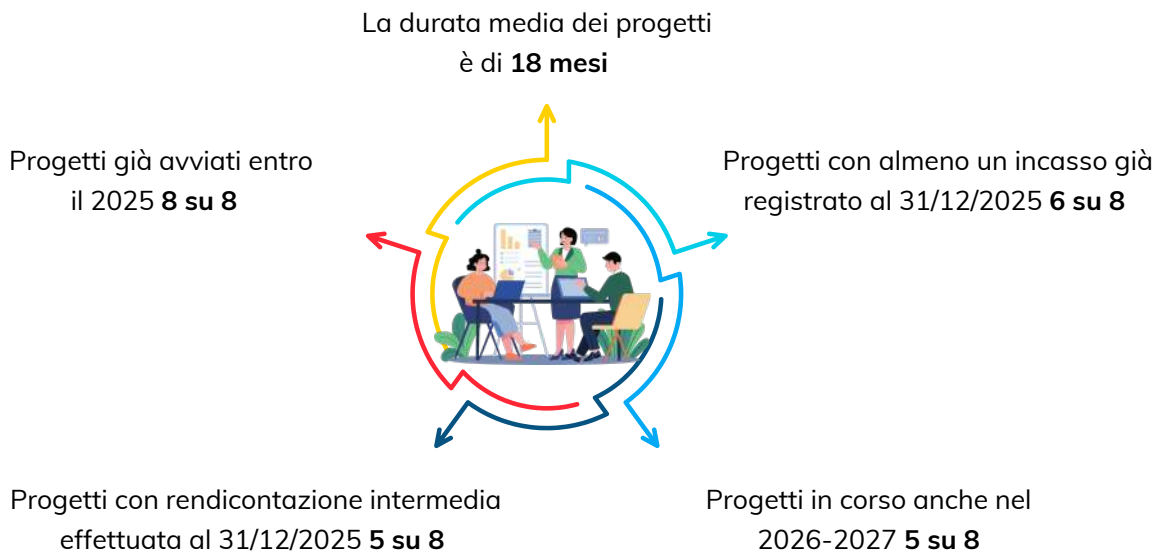 La durata media dei progetti
è di 18 mesi
Progetti già avviati entro
il 2025 8 su 8
Progetti con almeno un incasso già
registrato al 31/12/2025 6 su 8
Progetti con rendicontazione intermedia
effettuata al 31/12/2025 5 su 8
Progetti in corso anche nel
2026-2027 5 su 8